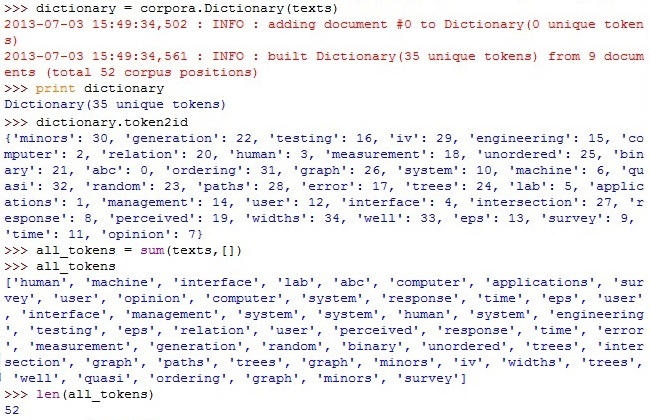 >>> dictionary = corpora.Dictionary(texts)
2013-07-03 15:49:34,502 : INFO : adding document #0 to Dictionary(0 unique token
s)
2013-07-03 15:49:34,561 : INFO : built Dictionary(35 unique tokens) from 9 docum
ents (total 52 corpus positions)
>>> print dictionary
Dictionary(35 unique tokens)
>>> dictionary.token2id
{'minors': 30, 'generation': 22, 'testing': 16, 'iv': 29, 'engineering': 15, 'co
mputer': 2, 'relation': 20, 'human': 3, 'measurement': 18, 'unordered': 25, 'bin
ary': 21, 'abc': 0, 'ordering': 31, 'graph': 26, 'system': 10, 'machine': 6, 'qu
asi': 32, 'random': 23, 'paths': 28, 'error': 17, 'trees': 24, 'lab': 5, 'applic
ations': 1, 'management': 14, 'user': 12, 'interface': 4, 'intersection': 27, 'r
esponse': 8, 'perceived': 19, 'widths': 34, 'well': 33, 'eps': 13, 'survey': 9,
'time': 11, 'opinion': 7}
>>> all_tokens = sum(texts,[])
>>> all_tokens
['human', 'machine', 'interface', 'lab', 'abc', 'computer', 'applications', 'sur
vey', 'user', 'opinion', 'computer', 'system', 'response', 'time', 'eps', 'user'
, 'interface', 'management', 'system', 'system', 'human', 'system', 'engineering
', 'testing', 'eps', 'relation', 'user', 'perceived', 'response', 'time', 'error
', 'measurement', 'generation', 'random', 'binary', 'unordered', 'trees', 'inter
section', 'graph', 'paths', 'trees', 'graph', 'minors', 'iv', 'widths', 'trees',
'well', 'quasi', 'ordering', 'graph', 'minors', 'survey']
>>> len(all_tokens)
52